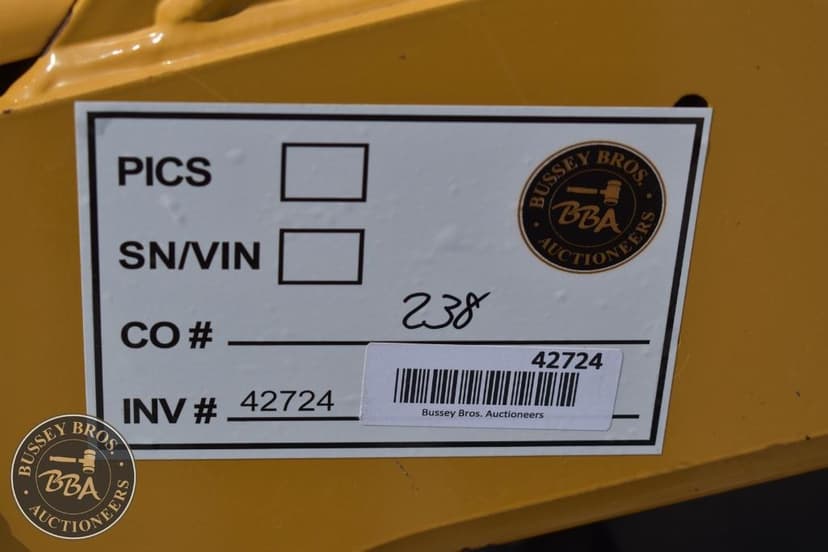 PICS
BUSSEY BROS.
BBA
AUCTIONEERS
SN/VIN
CO # 238
42724
INV # 42724
Bussey Bros. Auctioneers
BUSSEY BROS.
BBA
AUCTIONEERS